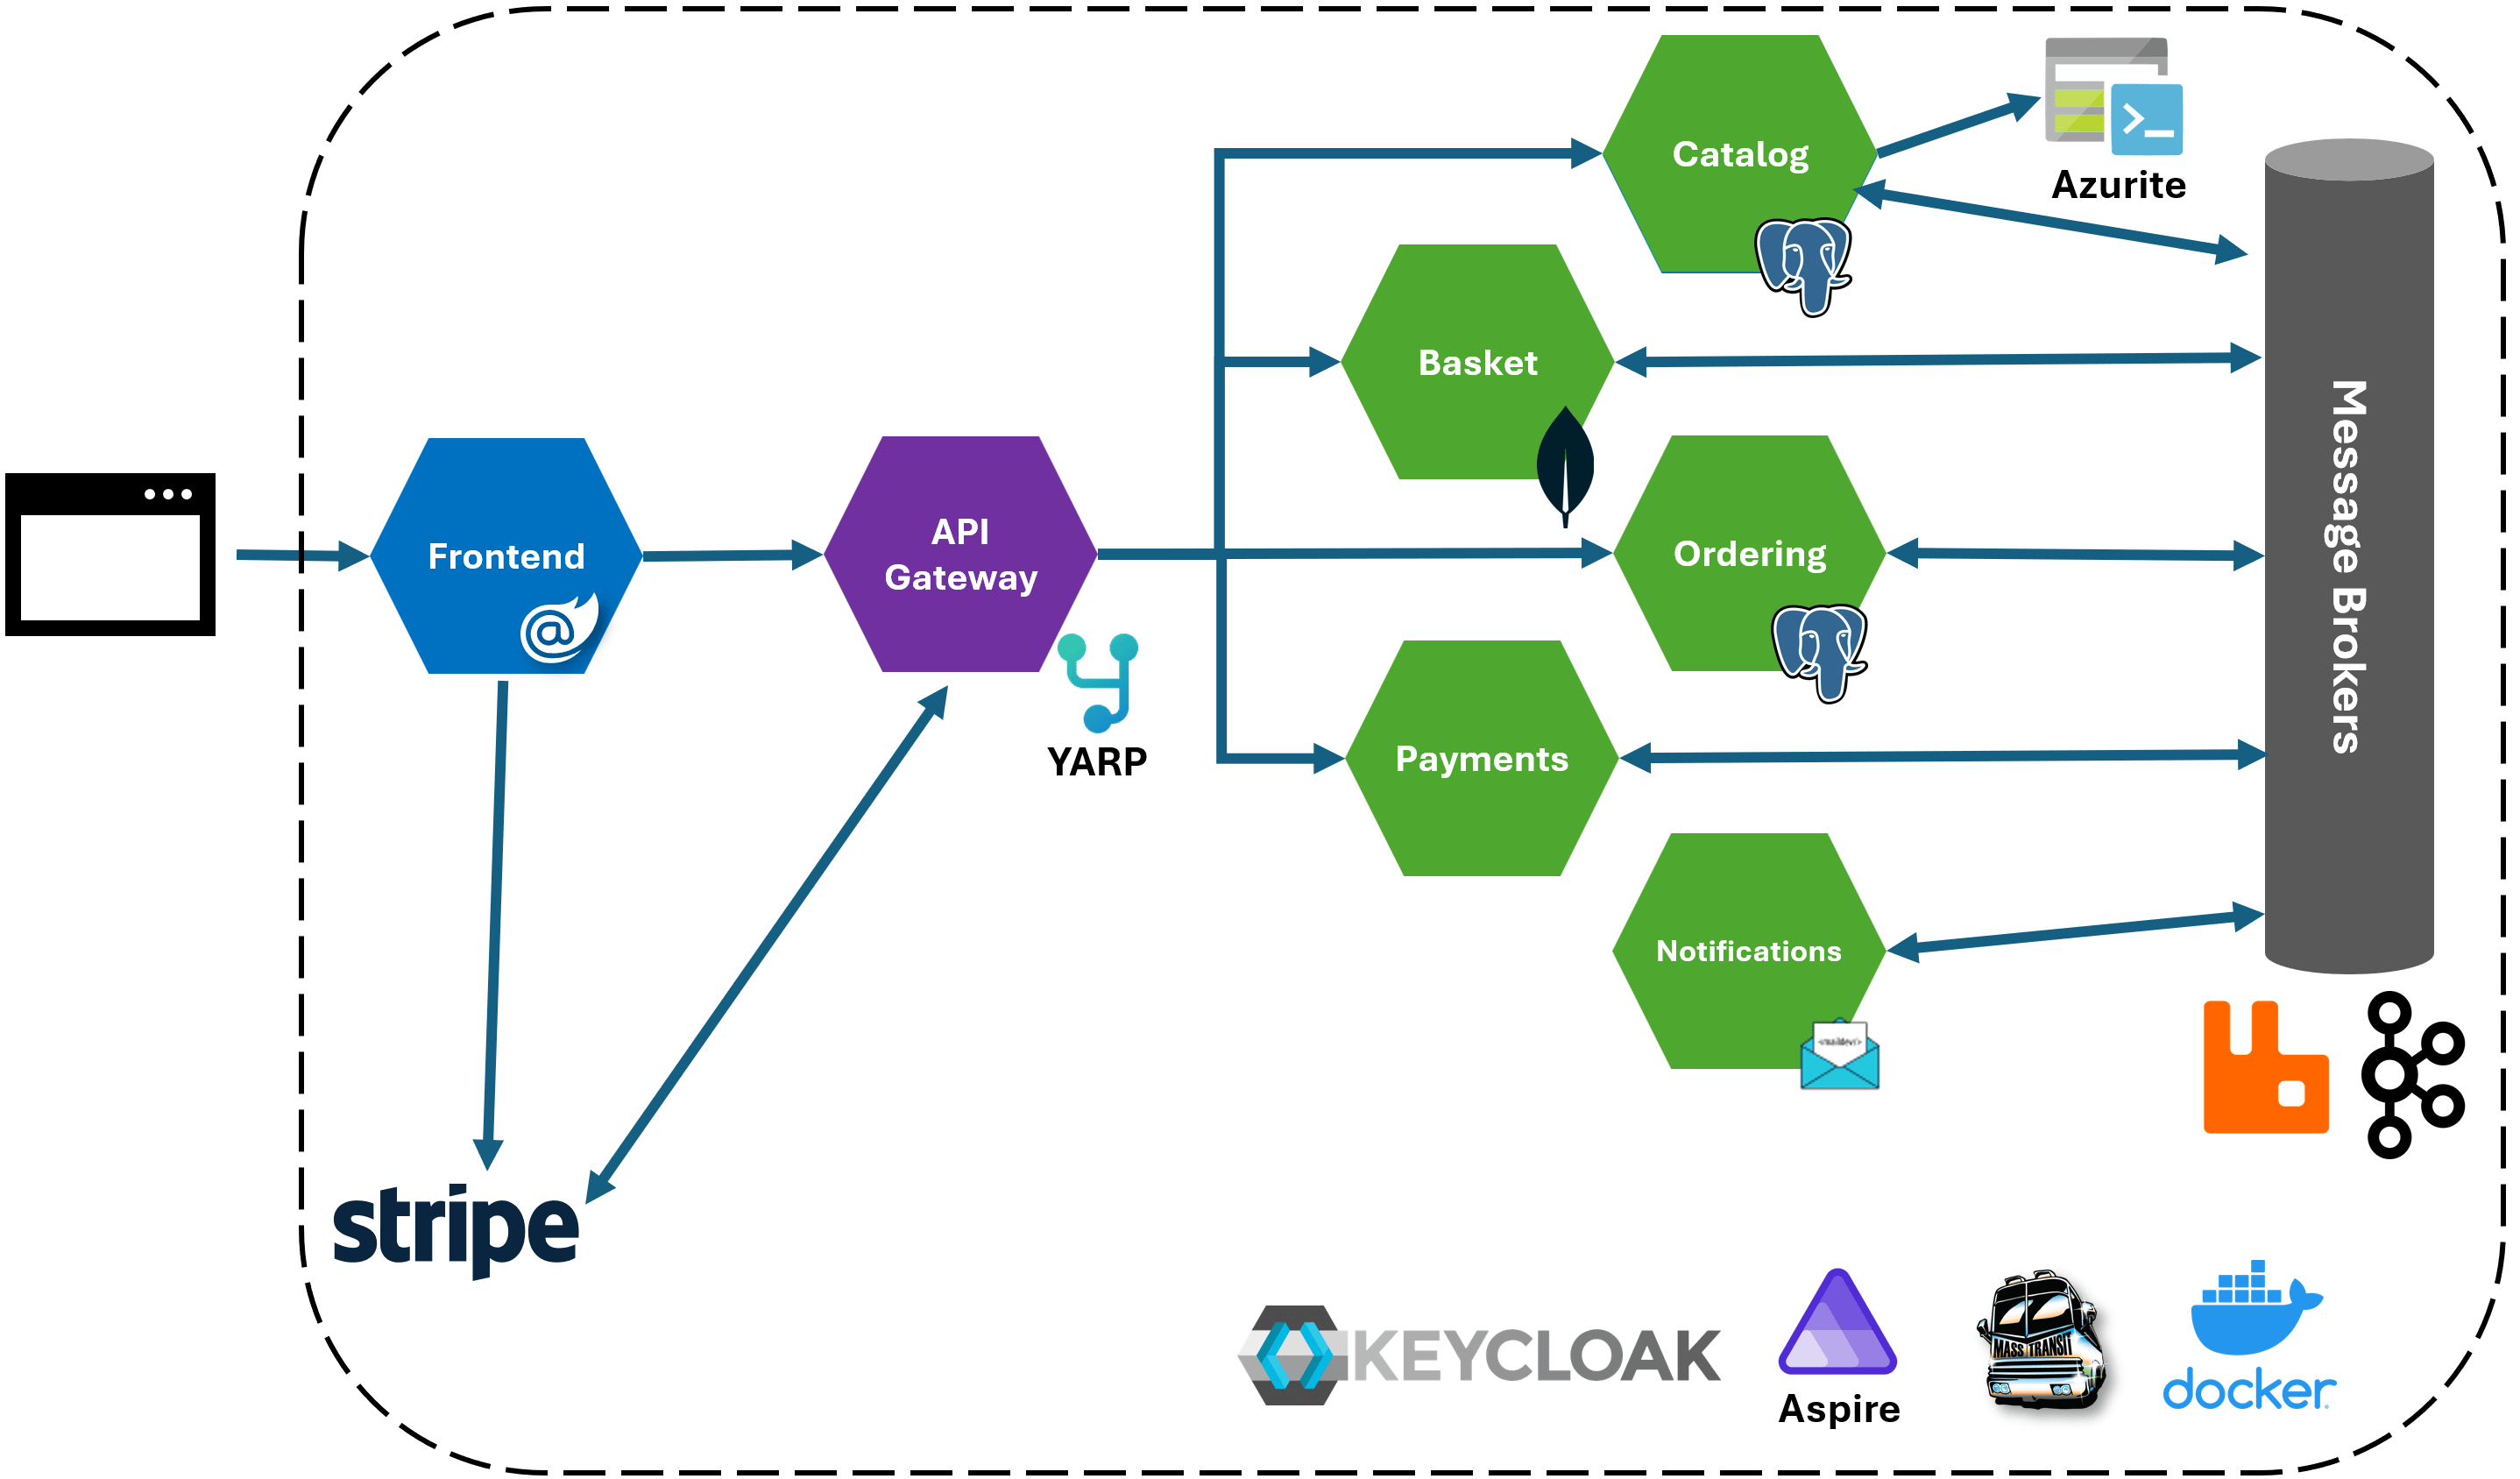 Catalog
Azurite
Basket
Message Brokers
Frontend
API
Gateway
Ordering
YARP
Payments
Notifications
<maildev/>
stripe
KEYCLOAK
Aspire
MASS TRANSIT
docker